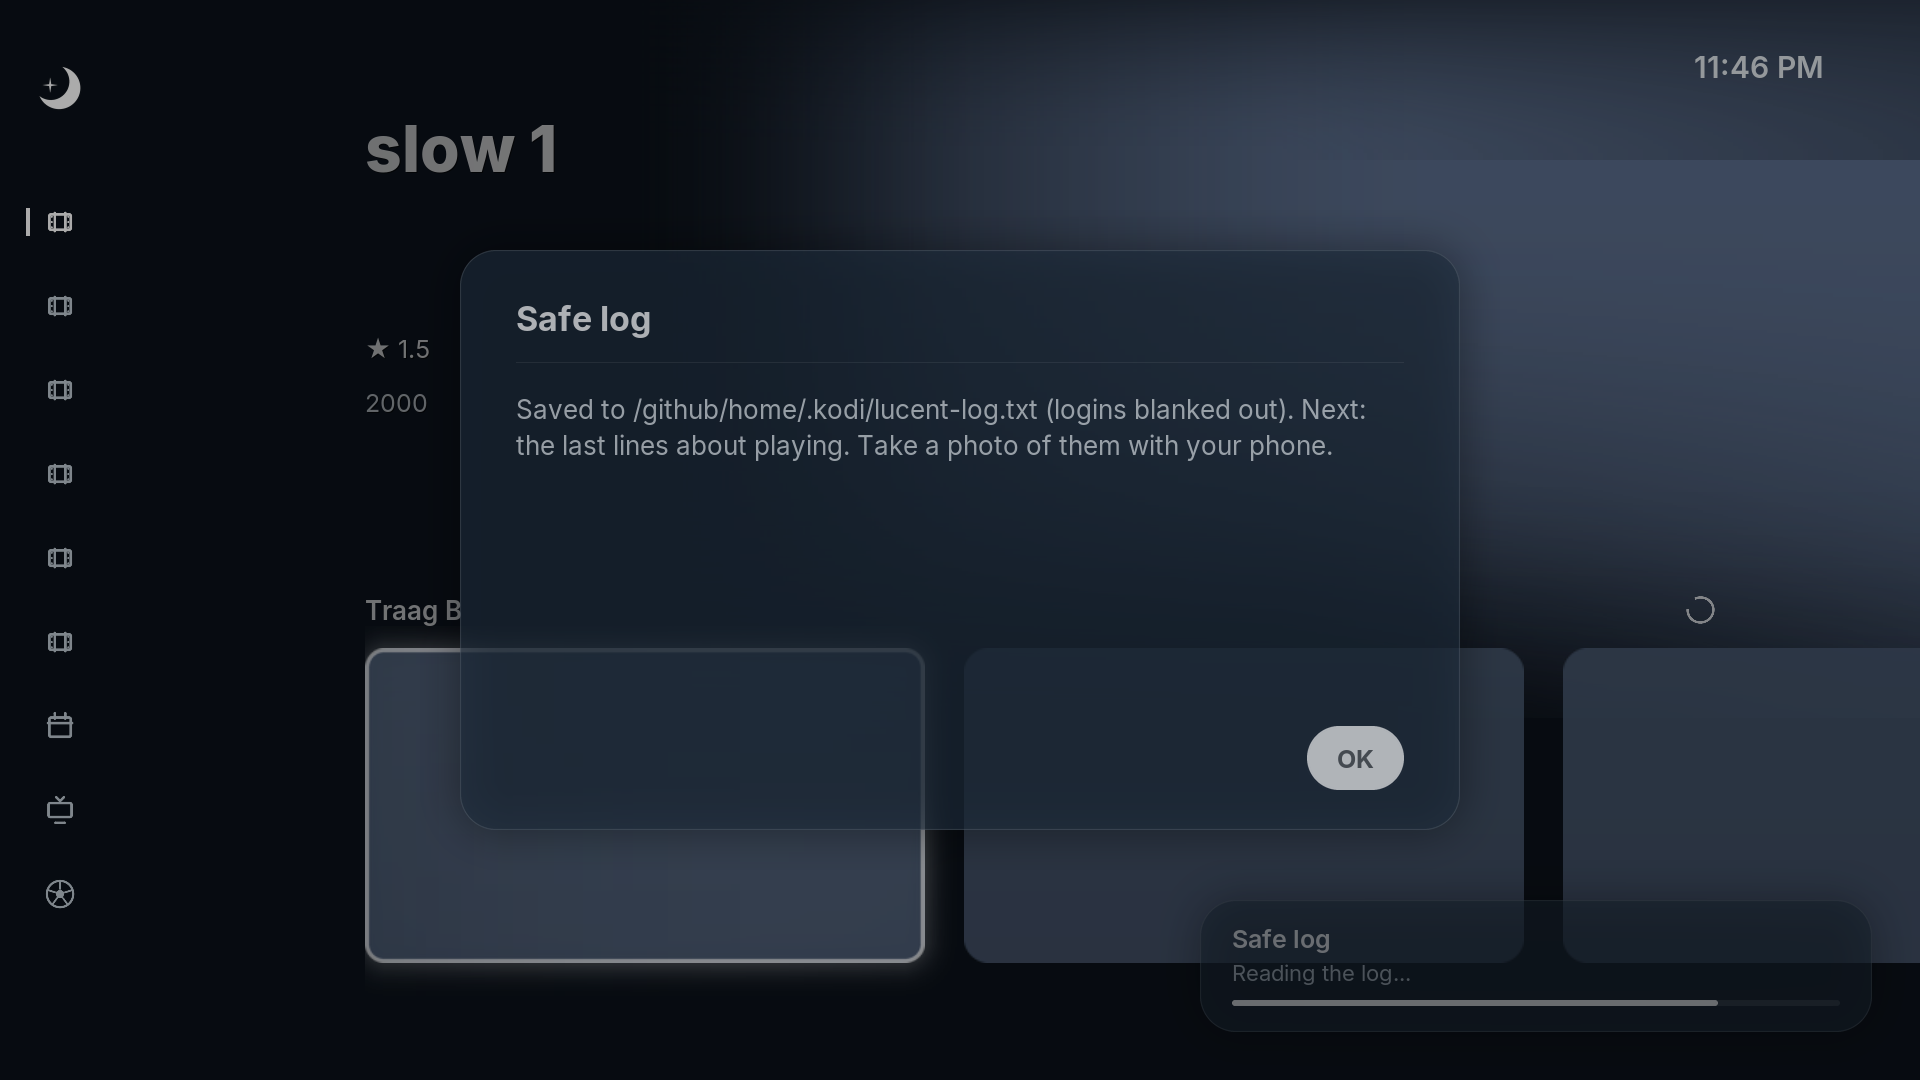 11:46 PM
slow 1
Safe log
★ 1.5
Saved to /github/home/.kodi/lucent-log.txt (logins blanked out). Next:
2000
the last lines about playing. Take a photo of them with your phone.
Traag B
OK
Safe log
Reading the log...